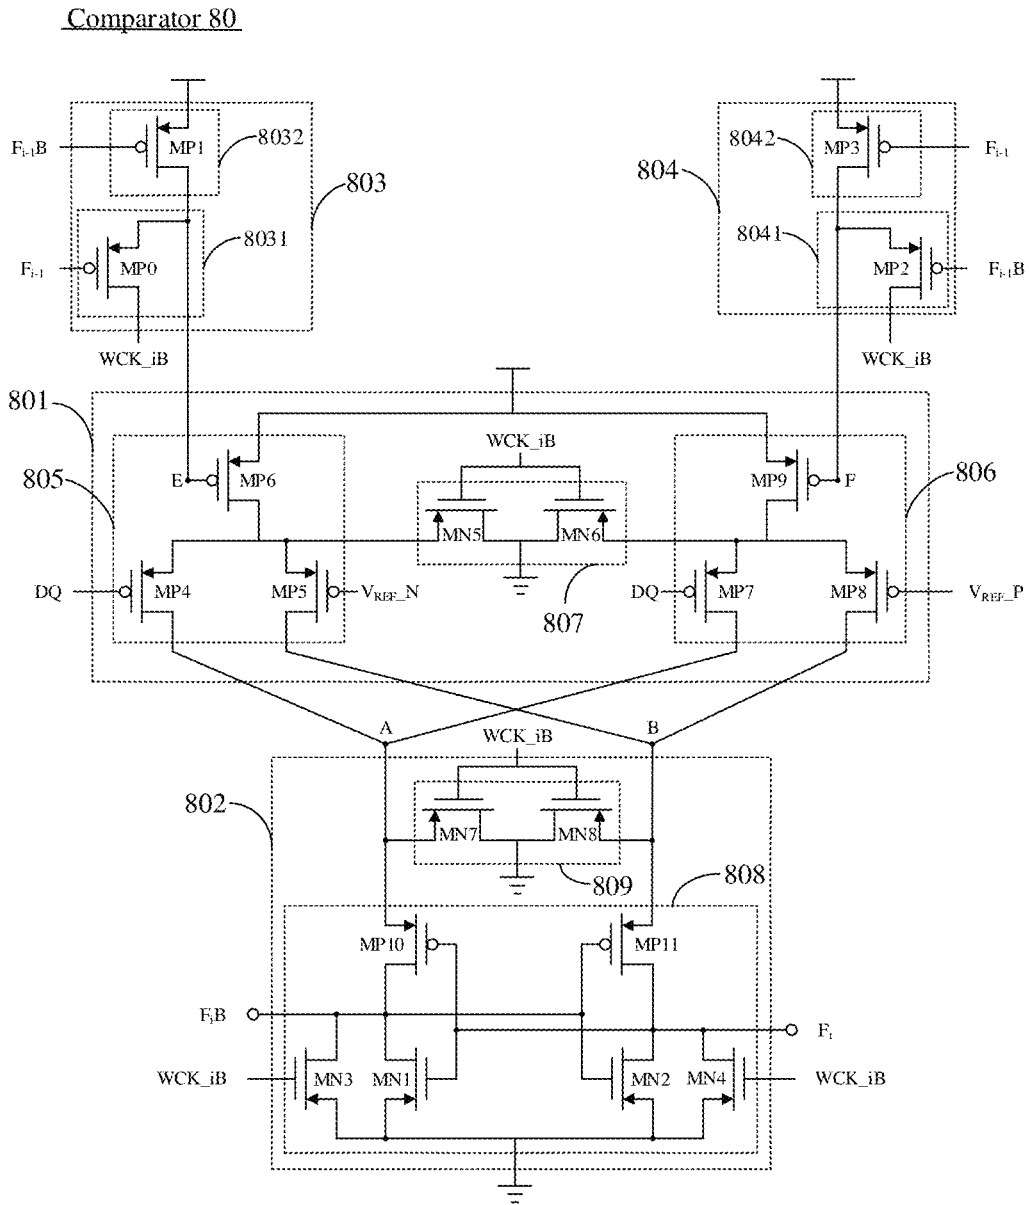 Comparator 80
8032
8042
F_{i-1}B
MP1
MP3
F_{i-1}
803
804
8031
8041
F_{i-1}
MP0
MP2
F_{i-1}B
WCK_iB
WCK_iB
801
WCK_iB
805
E
MP6
MP9
F
806
MN5
MN6
DQ
MP4
MP5
V_{REF}_N
DQ
MP7
MP8
V_{REF}_P
807
A
B
WCK_iB
802
MN7
MN8
809
808
MP10
MP11
F_iB
F_i
WCK_iB
MN3
MN1
MN2
MN4
WCK_iB